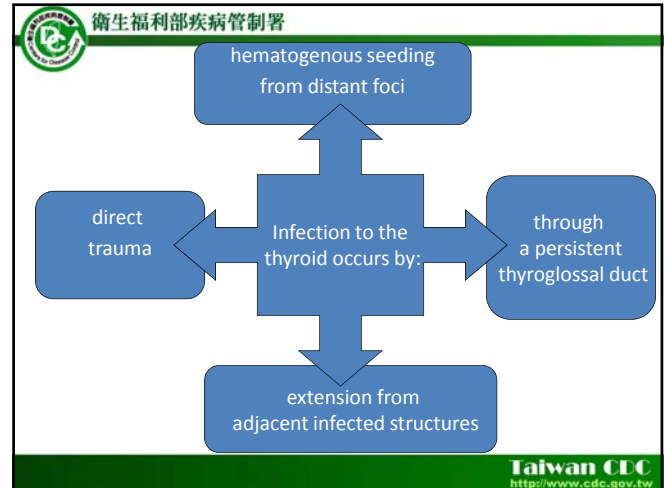 衛生福利部疾病管制署
hematogenous seeding
from distant foci
direct
trauma
Infection to the
thyroid occurs by:
through
a persistent
thyroglossal duct
extension from
adjacent infected structures
Taiwan CDC
http://www.cdc.gov.tw